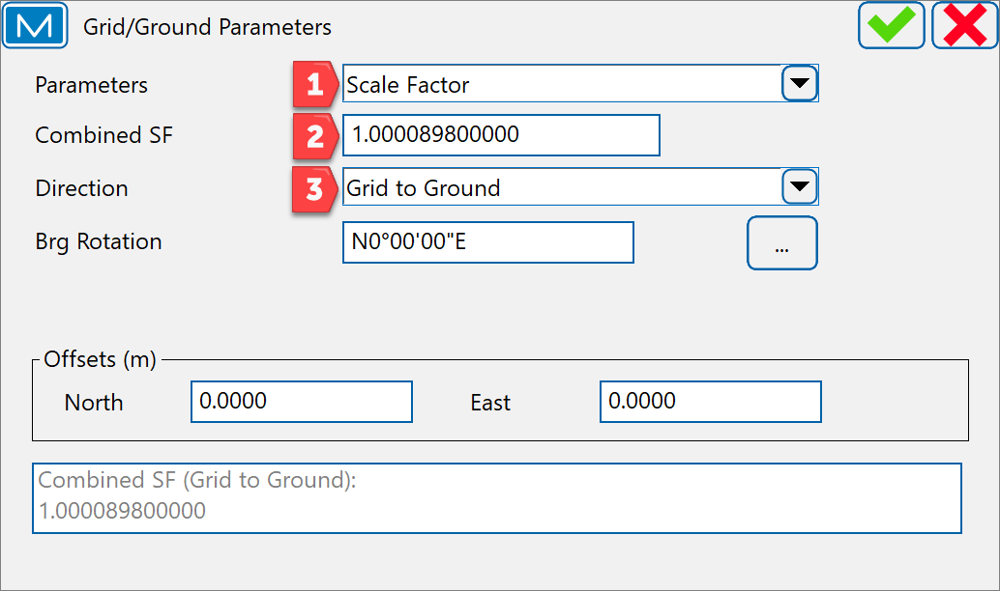 Grid/Ground Parameters
Parameters 1 Scale Factor
Combined SF 2 1.000089800000
Direction 3 Grid to Ground
Brg Rotation N0°00'00"E ...
Offsets (m)
North 0.0000 East 0.0000
Combined SF (Grid to Ground):
1.000089800000